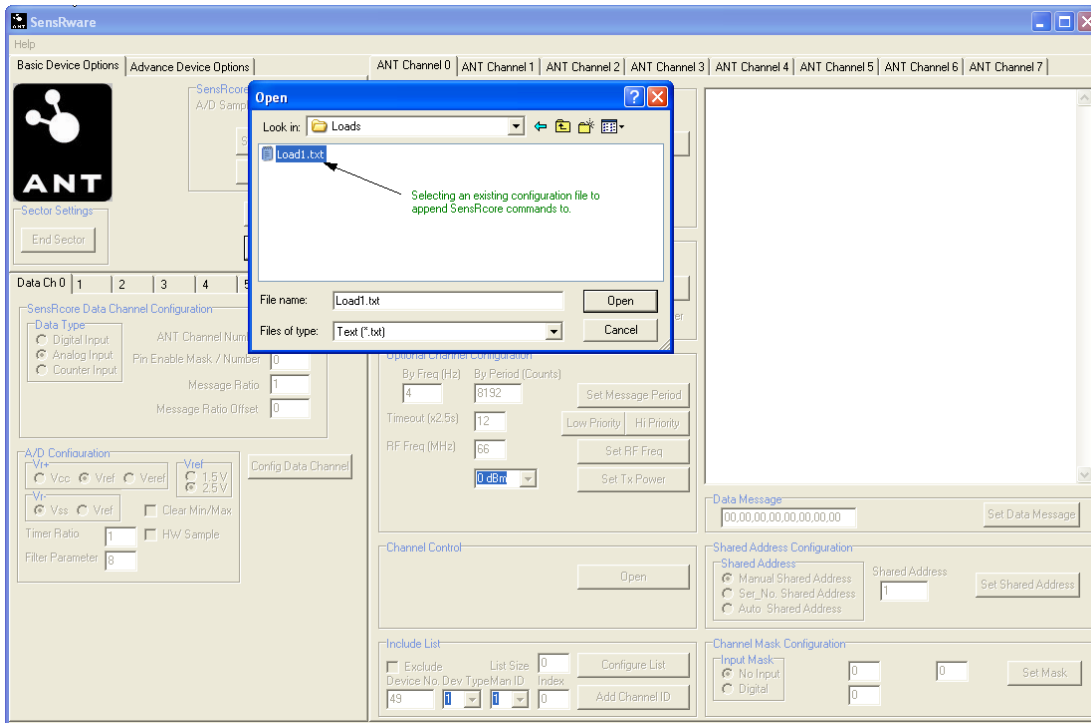 SensRware
Help
Basic Device Options
Advance Device Options
ANT Channel 0
ANT Channel 1
ANT Channel 2
ANT Channel 3
ANT Channel 4
ANT Channel 5
ANT Channel 6
ANT Channel 7
ANT
SensRcore
A/D Samp
Sector Settings
End Sector
Open
Look in:
Loads
Load1.txt
Selecting an existing configuration file to
append SensRcore commands to.
File name:
Load1.txt
Open
Files of type:
Text (*.txt)
Cancel
Data Ch 0
1
2
3
4
SensRcore Data Channel Configuration
Data Type
Digital Input
Analog Input
Counter Input
ANT Channel Num
Pin Enable Mask / Number
0
Message Ratio
1
Message Ratio Offset
0
A/D Configuration
Vr+
Vcc
Vref
Veref
Vref
1.5V
2.5V
Config Data Channel
Vr-
Vss
Vref
Clear Min/Max
Timer Ratio
1
HW Sample
Filter Parameter
8
Optional Channel Configuration
By Freq (Hz)
By Period (Counts)
4
8192
Set Message Period
Timeout (x2.5s)
12
Low Priority
Hi Priority
RF Freq (MHz)
66
Set RF Freq
0 dBm
Set Tx Power
Channel Control
Open
Include List
Exclude
List Size
0
Configure List
Device No.
Dev Type
Man ID
Index
49
1
1
0
Add Channel ID
Data Message
00,00,00,00,00,00,00,00
Set Data Message
Shared Address Configuration
Shared Address
Manual Shared Address
Ser_No. Shared Address
Auto Shared Address
Shared Address
1
Set Shared Address
Channel Mask Configuration
Input Mask
No Input
Digital
0
0
0
Set Mask